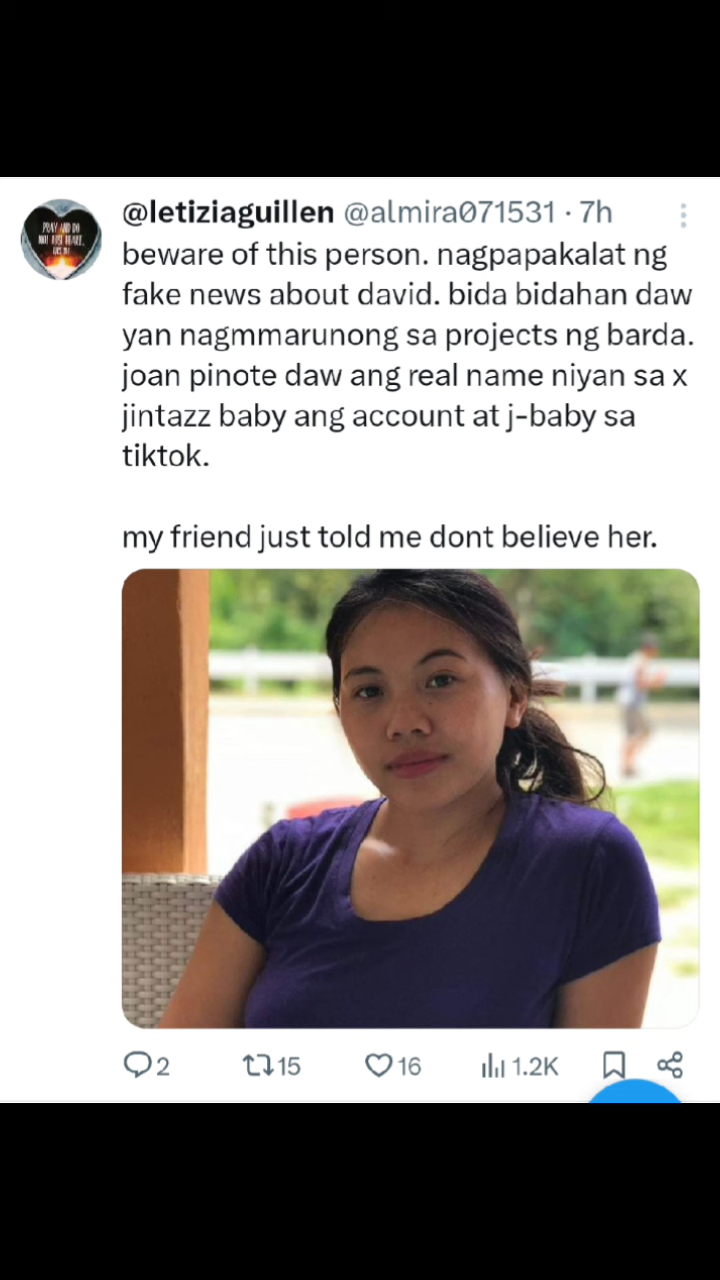 @letiziaguillen @almira071531 · 7h
beware of this person. nagpapakalat ng
fake news about david. bida bidahan daw
yan nagmmarunong sa projects ng barda.
joan pinote daw ang real name niyan sa x
jintazz baby ang account at j-baby sa
tiktok.
my friend just told me dont believe her.
2 15 16 1.2K